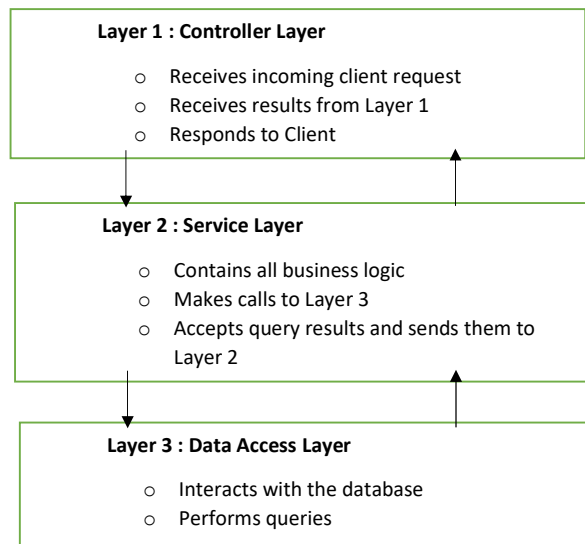 Layer 1 : Controller Layer
o Receives incoming client request
o Receives results from Layer 1
o Responds to Client
Layer 2 : Service Layer
o Contains all business logic
o Makes calls to Layer 3
o Accepts query results and sends them to
Layer 2
Layer 3 : Data Access Layer
o Interacts with the database
o Performs queries